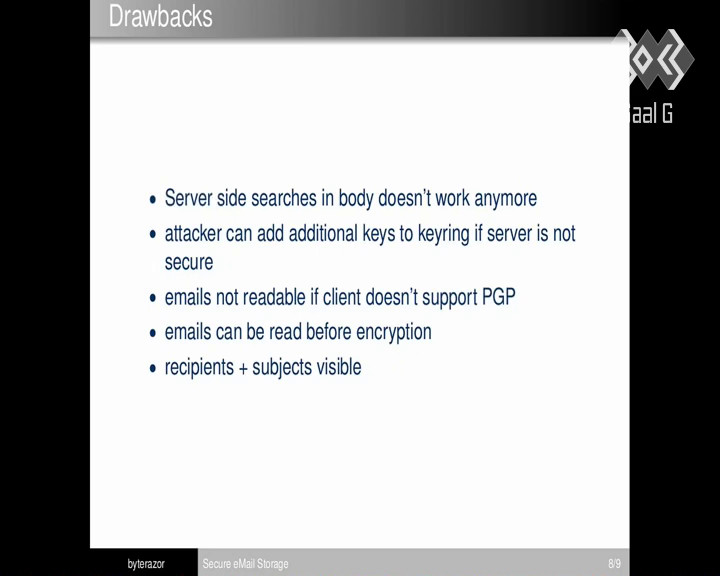 Drawbacks
aal G
• Server side searches in body doesn't work anymore
• attacker can add additional keys to keyring if server is not
secure
• emails not readable if client doesn't support PGP
• emails can be read before encryption
• recipients + subjects visible
byterazor
Secure eMail Storage
8/9